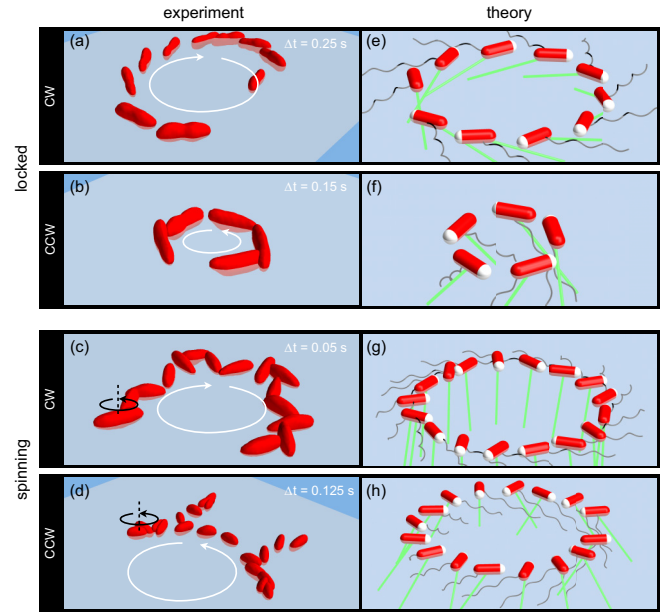 experiment
theory
locked
CW
(a)
Δt = 0.25 s
(e)
CCW
(b)
Δt = 0.15 s
(f)
spinning
CW
(c)
Δt = 0.05 s
(g)
CCW
(d)
Δt = 0.125 s
(h)